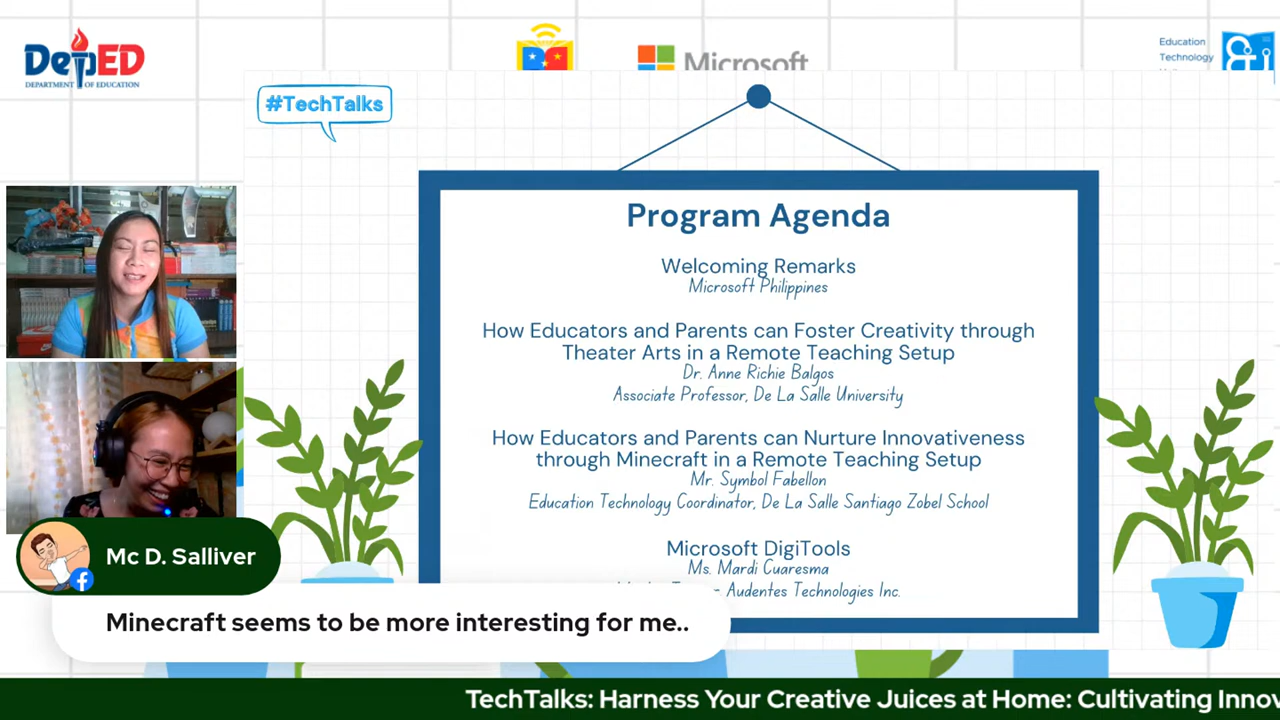 DepED
DEPARTMENT OF EDUCATION
Microsoft
Education
Technology
#TechTalks
Program Agenda
Welcoming Remarks
Microsoft Philippines
How Educators and Parents can Foster Creativity through
Theater Arts in a Remote Teaching Setup
Dr. Anne Richie Balgos
Associate Professor, De La Salle University
How Educators and Parents can Nurture Innovativeness
through Minecraft in a Remote Teaching Setup
Mr. Symbol Fabellon
Education Technology Coordinator, De La Salle Santiago Zobel School
Microsoft DigiTools
Ms. Mardi Cuaresma
Audentes Technologies Inc.
Mc D. Salliver
Minecraft seems to be more interesting for me..
TechTalks: Harness Your Creative Juices at Home: Cultivating Innov